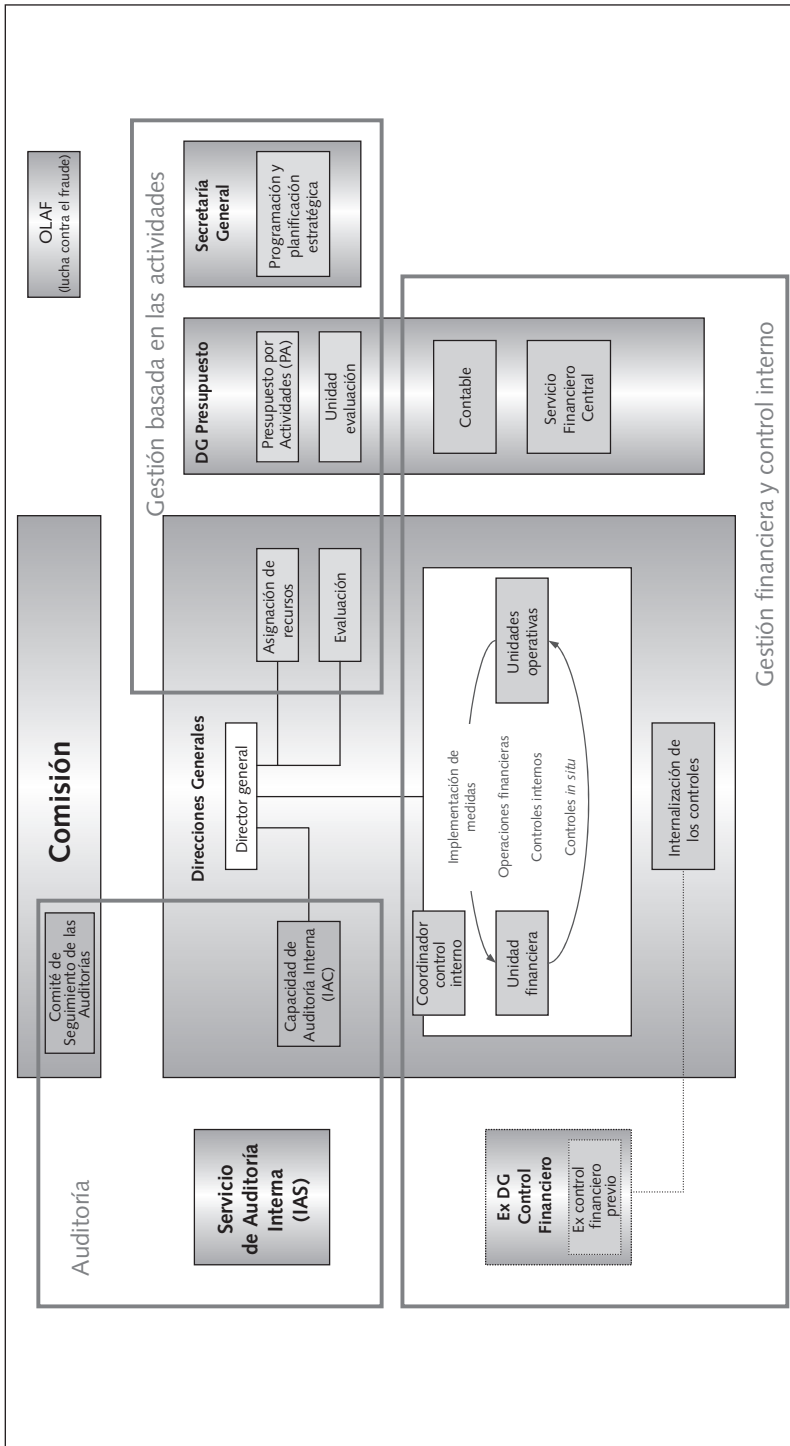 Comisión
Comité de
Seguimiento de las
Auditorías
OLAF
(lucha contra el fraude)
Auditoría
Gestión basada en las actividades
Servicio
de Auditoría
Interna
(IAS)
Direcciones Generales
Director general
Capacidad de
Auditoría Interna
(IAC)
Asignación de
recursos
Evaluación
DG Presupuesto
Presupuesto por
Actividades (PA)
Unidad
evaluación
Secretaría
General
Programación y
planificación
estratégica
Ex DG
Control
Financiero
Ex control
financiero
previo
Coordinador
control
interno
Unidad
financiera
Implementación de
medidas
Operaciones financieras
Controles internos
Controles in situ
Unidades
operativas
Contable
Servicio
Financiero
Central
Internalización de
los controles
Gestión financiera y control interno